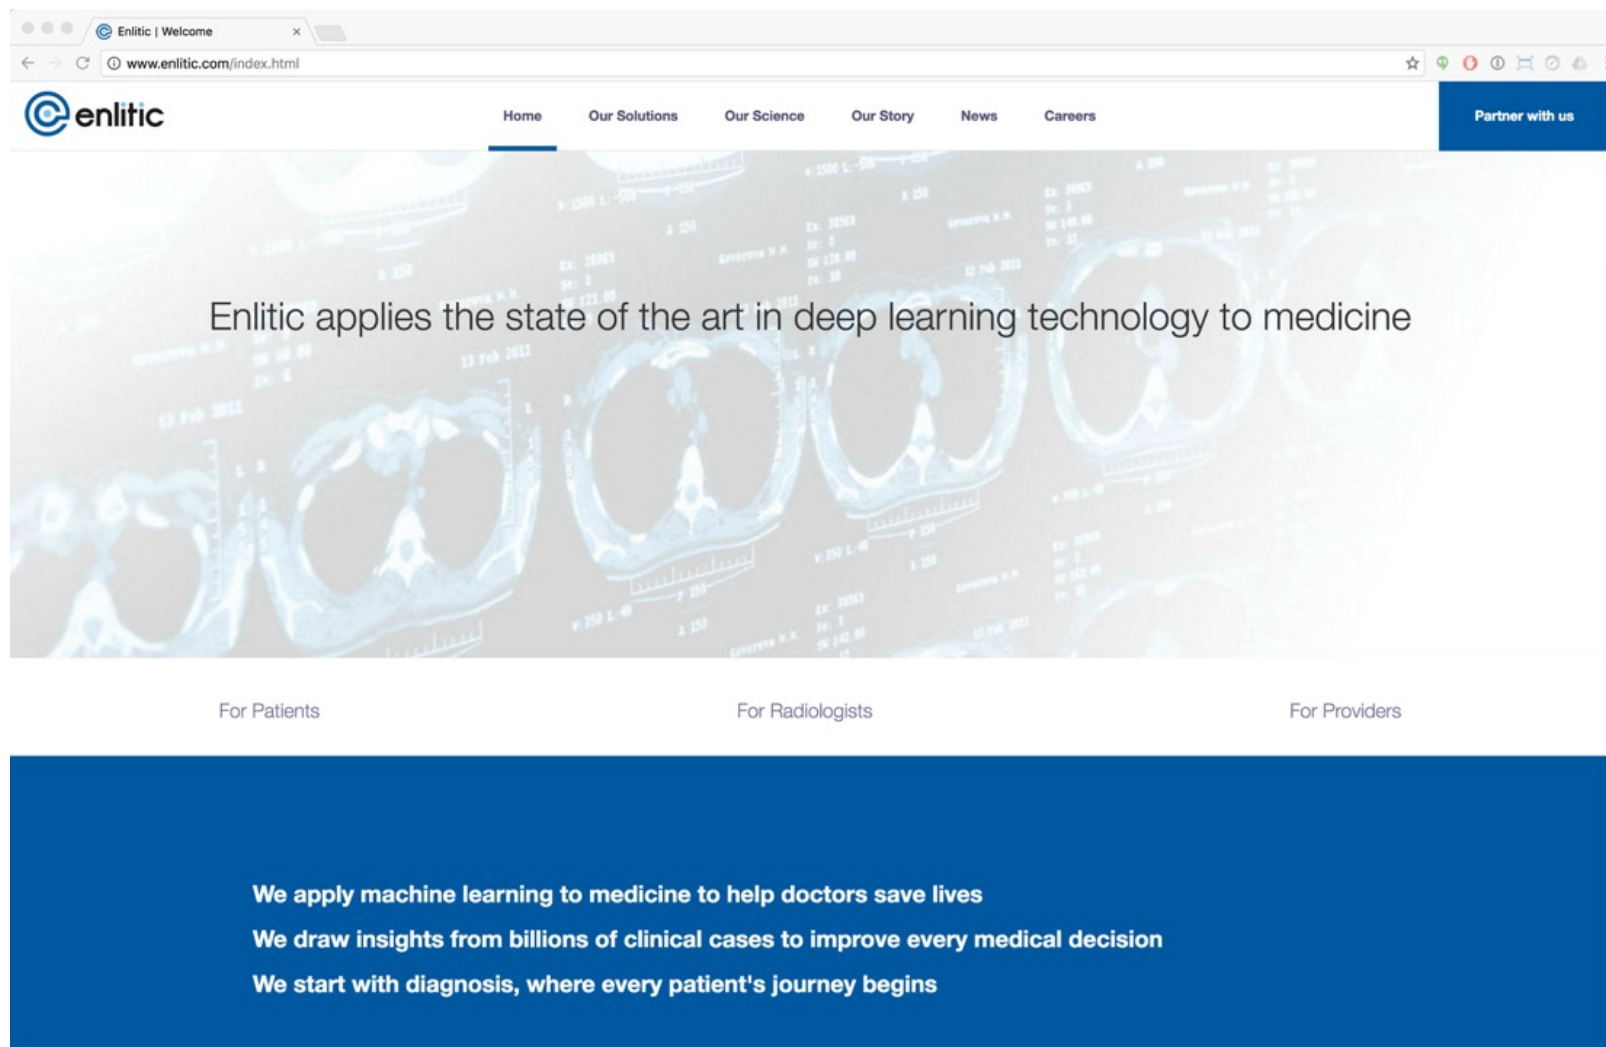 Enlitic | Welcome
www.enlitic.com/index.html
enlitic
Home
Our Solutions
Our Science
Our Story
News
Careers
Partner with us
Enlitic applies the state of the art in deep learning technology to medicine
For Patients
For Radiologists
For Providers
We apply machine learning to medicine to help doctors save lives
We draw insights from billions of clinical cases to improve every medical decision
We start with diagnosis, where every patient's journey begins